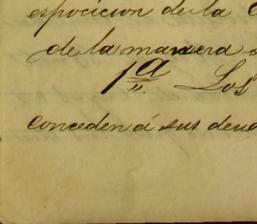 esposicion de la
de la manera
1ª Los
conceden á sus